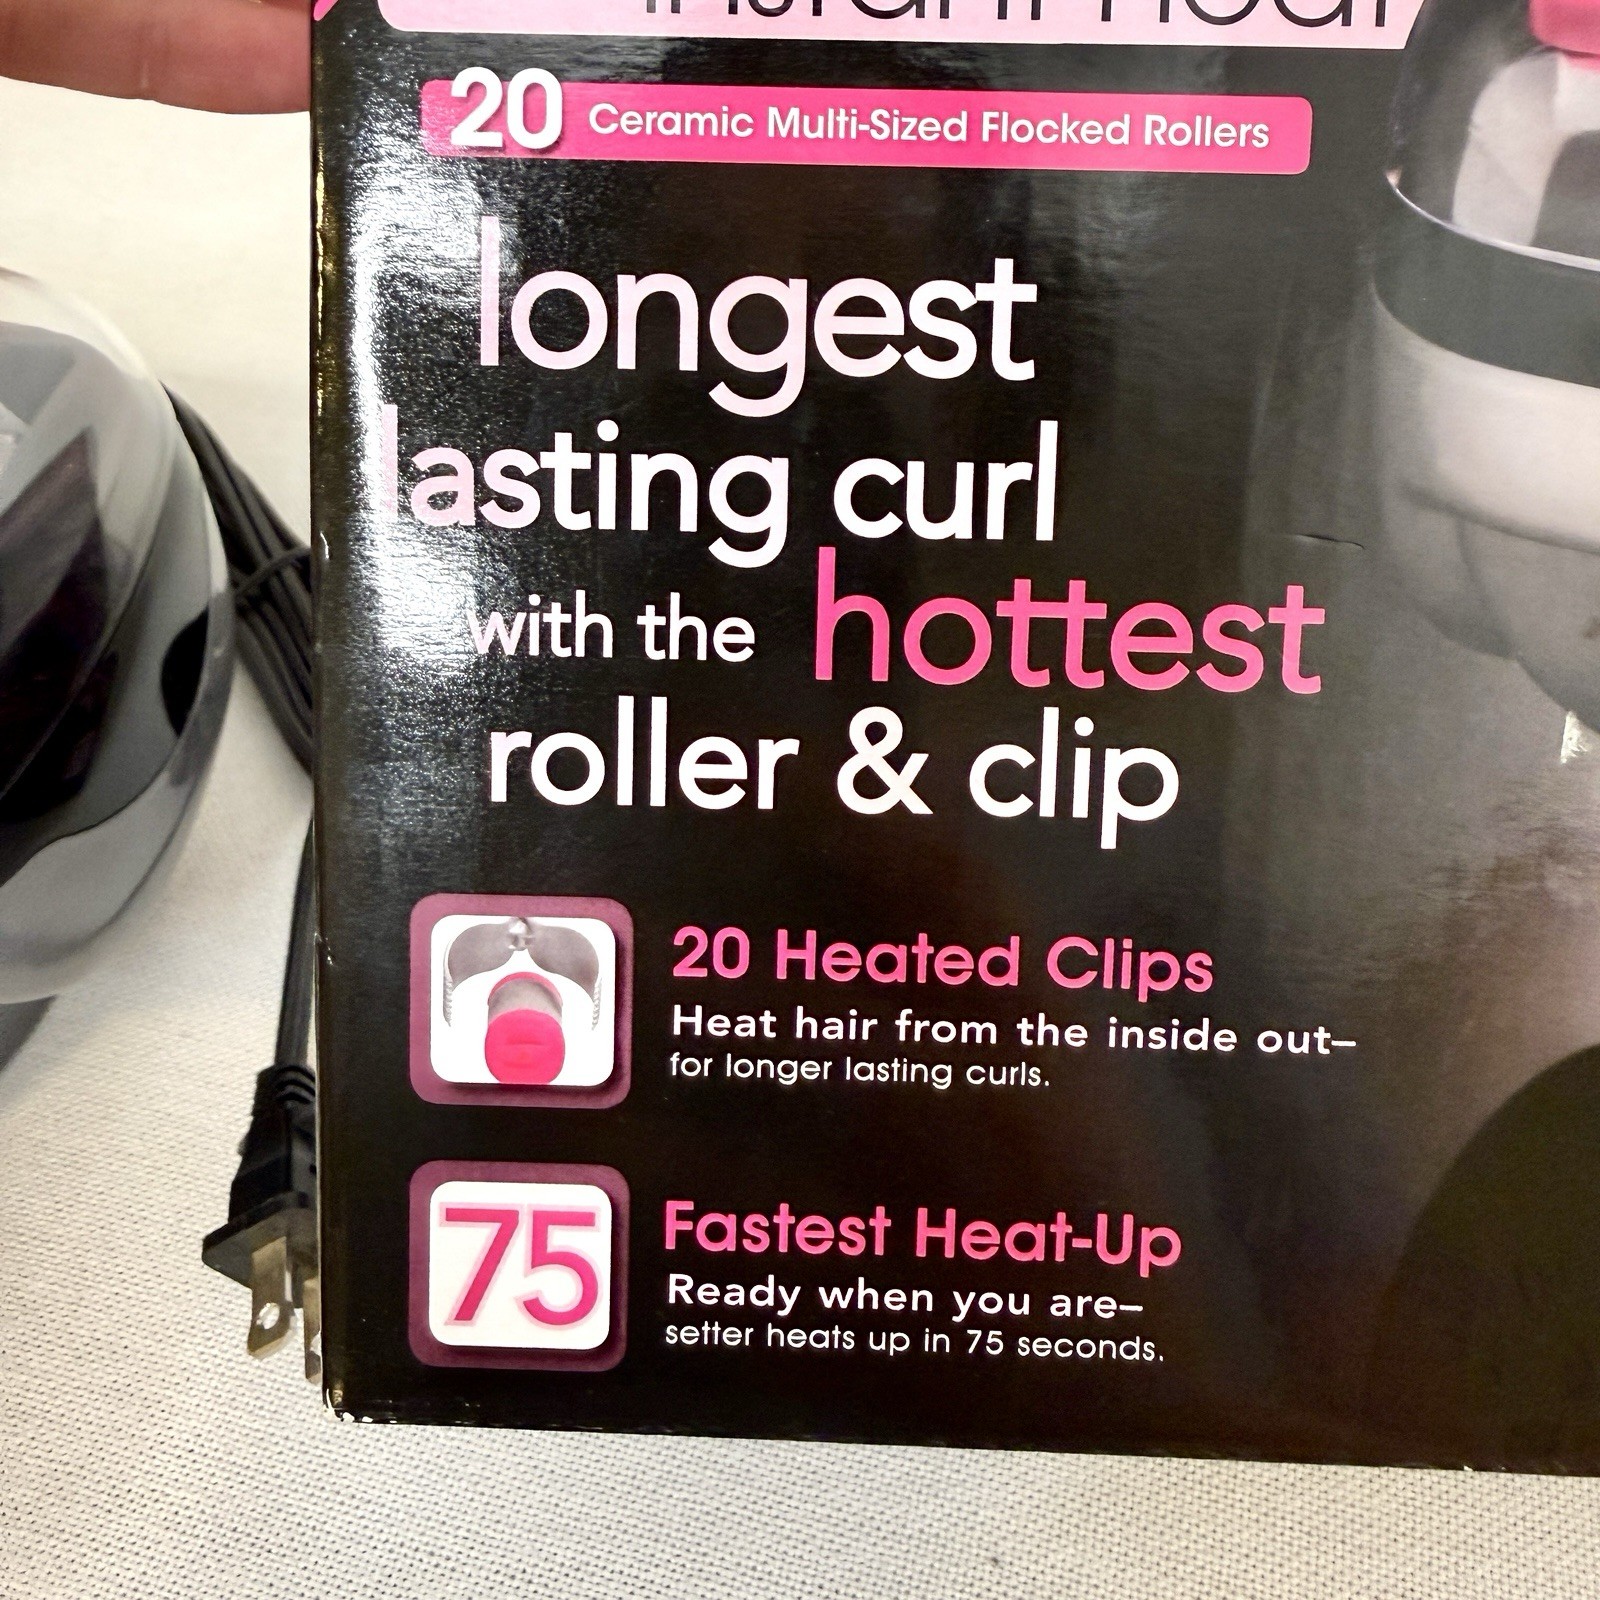 instant heat
20 Ceramic Multi-Sized Flocked Rollers
longest
lasting curl
with the hottest
roller & clip
20 Heated Clips
Heat hair from the inside out–
for longer lasting curls.
75
Fastest Heat-Up
Ready when you are–
setter heats up in 75 seconds.